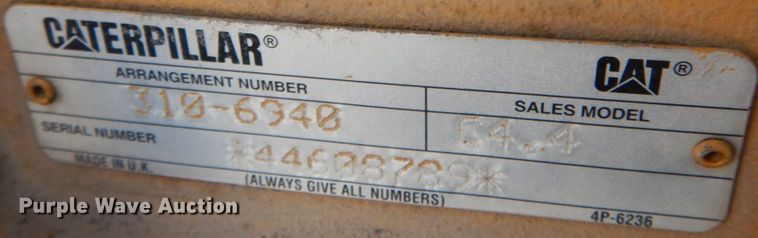 CATERPILLAR®
CAT®
ARRANGEMENT NUMBER
310-6940
SALES MODEL
C4.4
SERIAL NUMBER
*44608789*
MADE IN U.K.
(ALWAYS GIVE ALL NUMBERS)
4P-6236
Purple Wave Auction